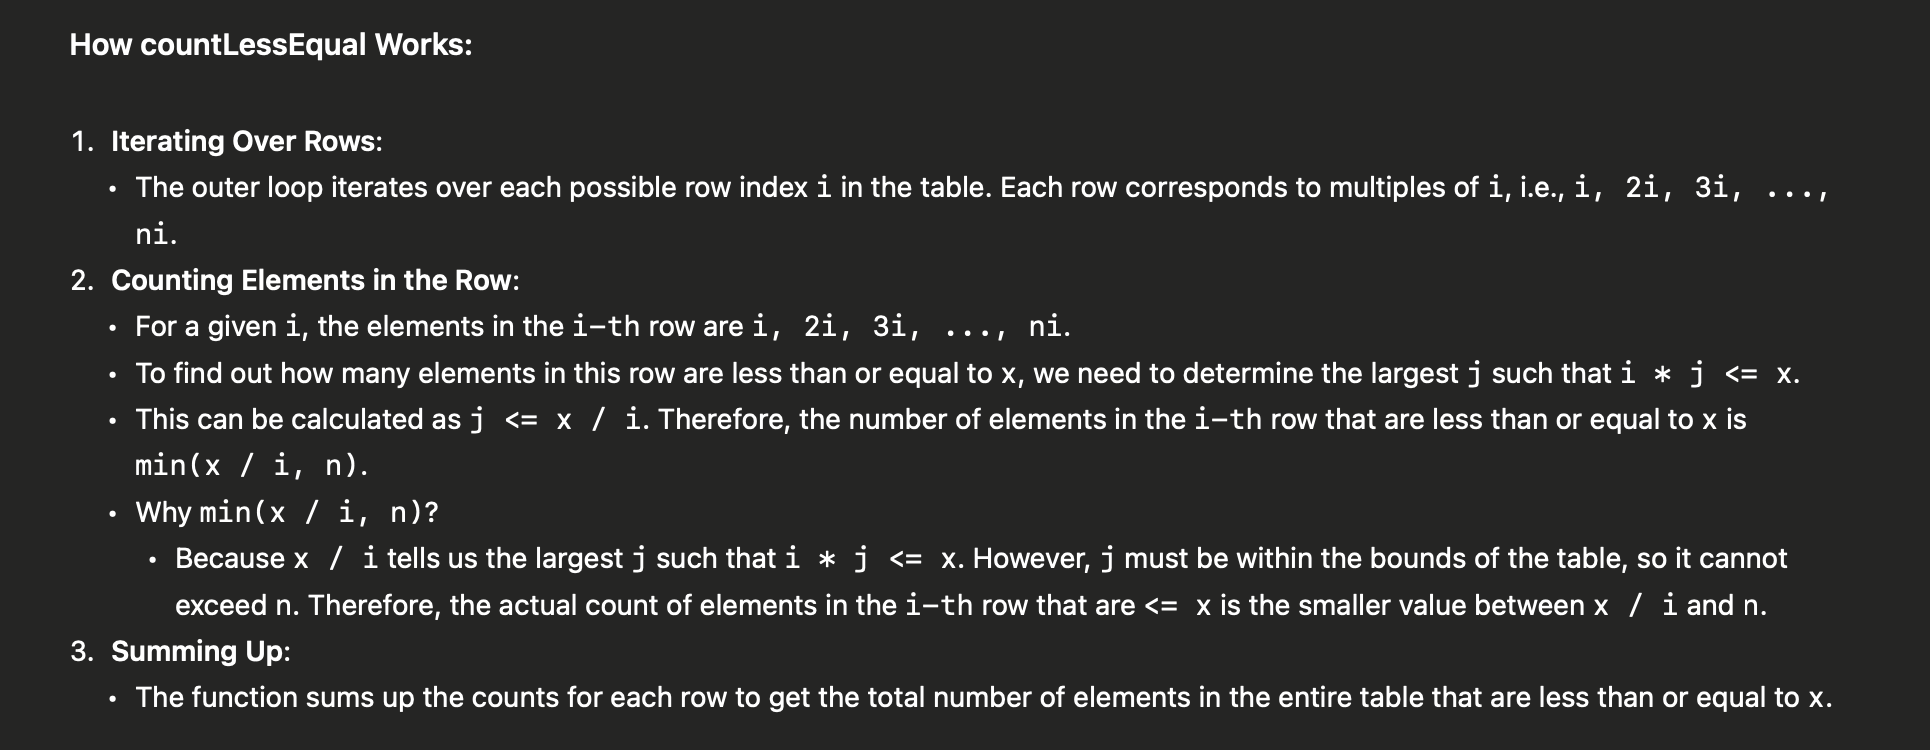 How countLessEqual Works:
1. Iterating Over Rows:
• The outer loop iterates over each possible row index i in the table. Each row corresponds to multiples of i, i.e., i, 2i, 3i, ...,
ni.
2. Counting Elements in the Row:
• For a given i, the elements in the i-th row are i, 2i, 3i, ..., ni.
• To find out how many elements in this row are less than or equal to x, we need to determine the largest j such that i * j <= x.
• This can be calculated as j <= x / i. Therefore, the number of elements in the i-th row that are less than or equal to x is
min(x / i, n).
• Why min(x / i, n)?
• Because x / i tells us the largest j such that i * j <= x. However, j must be within the bounds of the table, so it cannot
exceed n. Therefore, the actual count of elements in the i-th row that are <= x is the smaller value between x / i and n.
3. Summing Up:
• The function sums up the counts for each row to get the total number of elements in the entire table that are less than or equal to x.